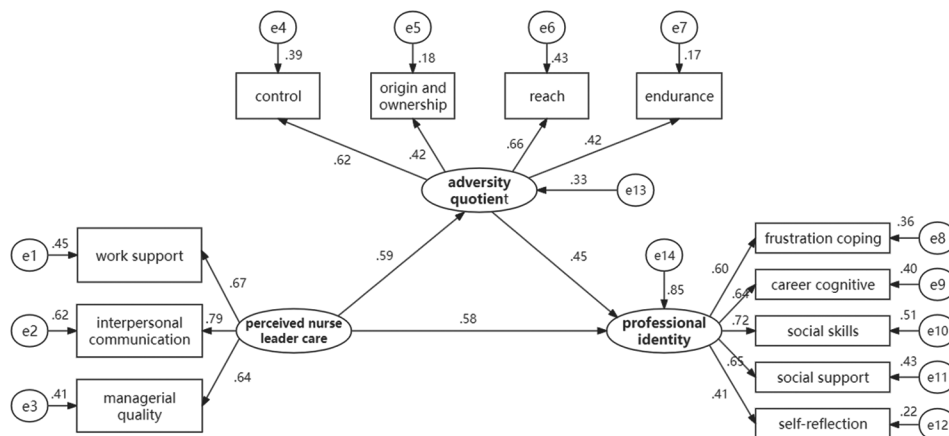 e4
e5
e6
e7
.39
.18
.43
.17
control
origin and
ownership
reach
endurance
.62
.42
.66
.42
adversity
quotient
.33
e13
e1
.45
work support
.67
.59
.45
e14
.85
frustration coping
.36
e8
.60
career cognitive
.40
e9
.64
e2
.62
interpersonal
communication
.79
perceived nurse
leader care
.58
professional
identity
.72
social skills
.51
e10
.65
social support
.43
e11
e3
.41
managerial
quality
.64
.41
self-reflection
.22
e12